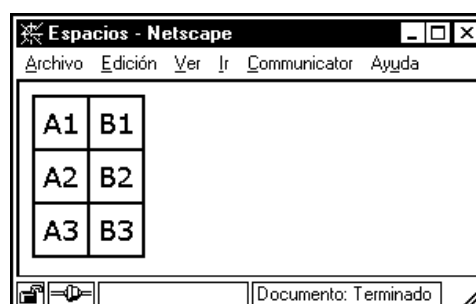 Espacios - Netscape
Archivo Edición Ver Ir Communicator Ayuda
A1 B1
A2 B2
A3 B3
Documento: Terminado